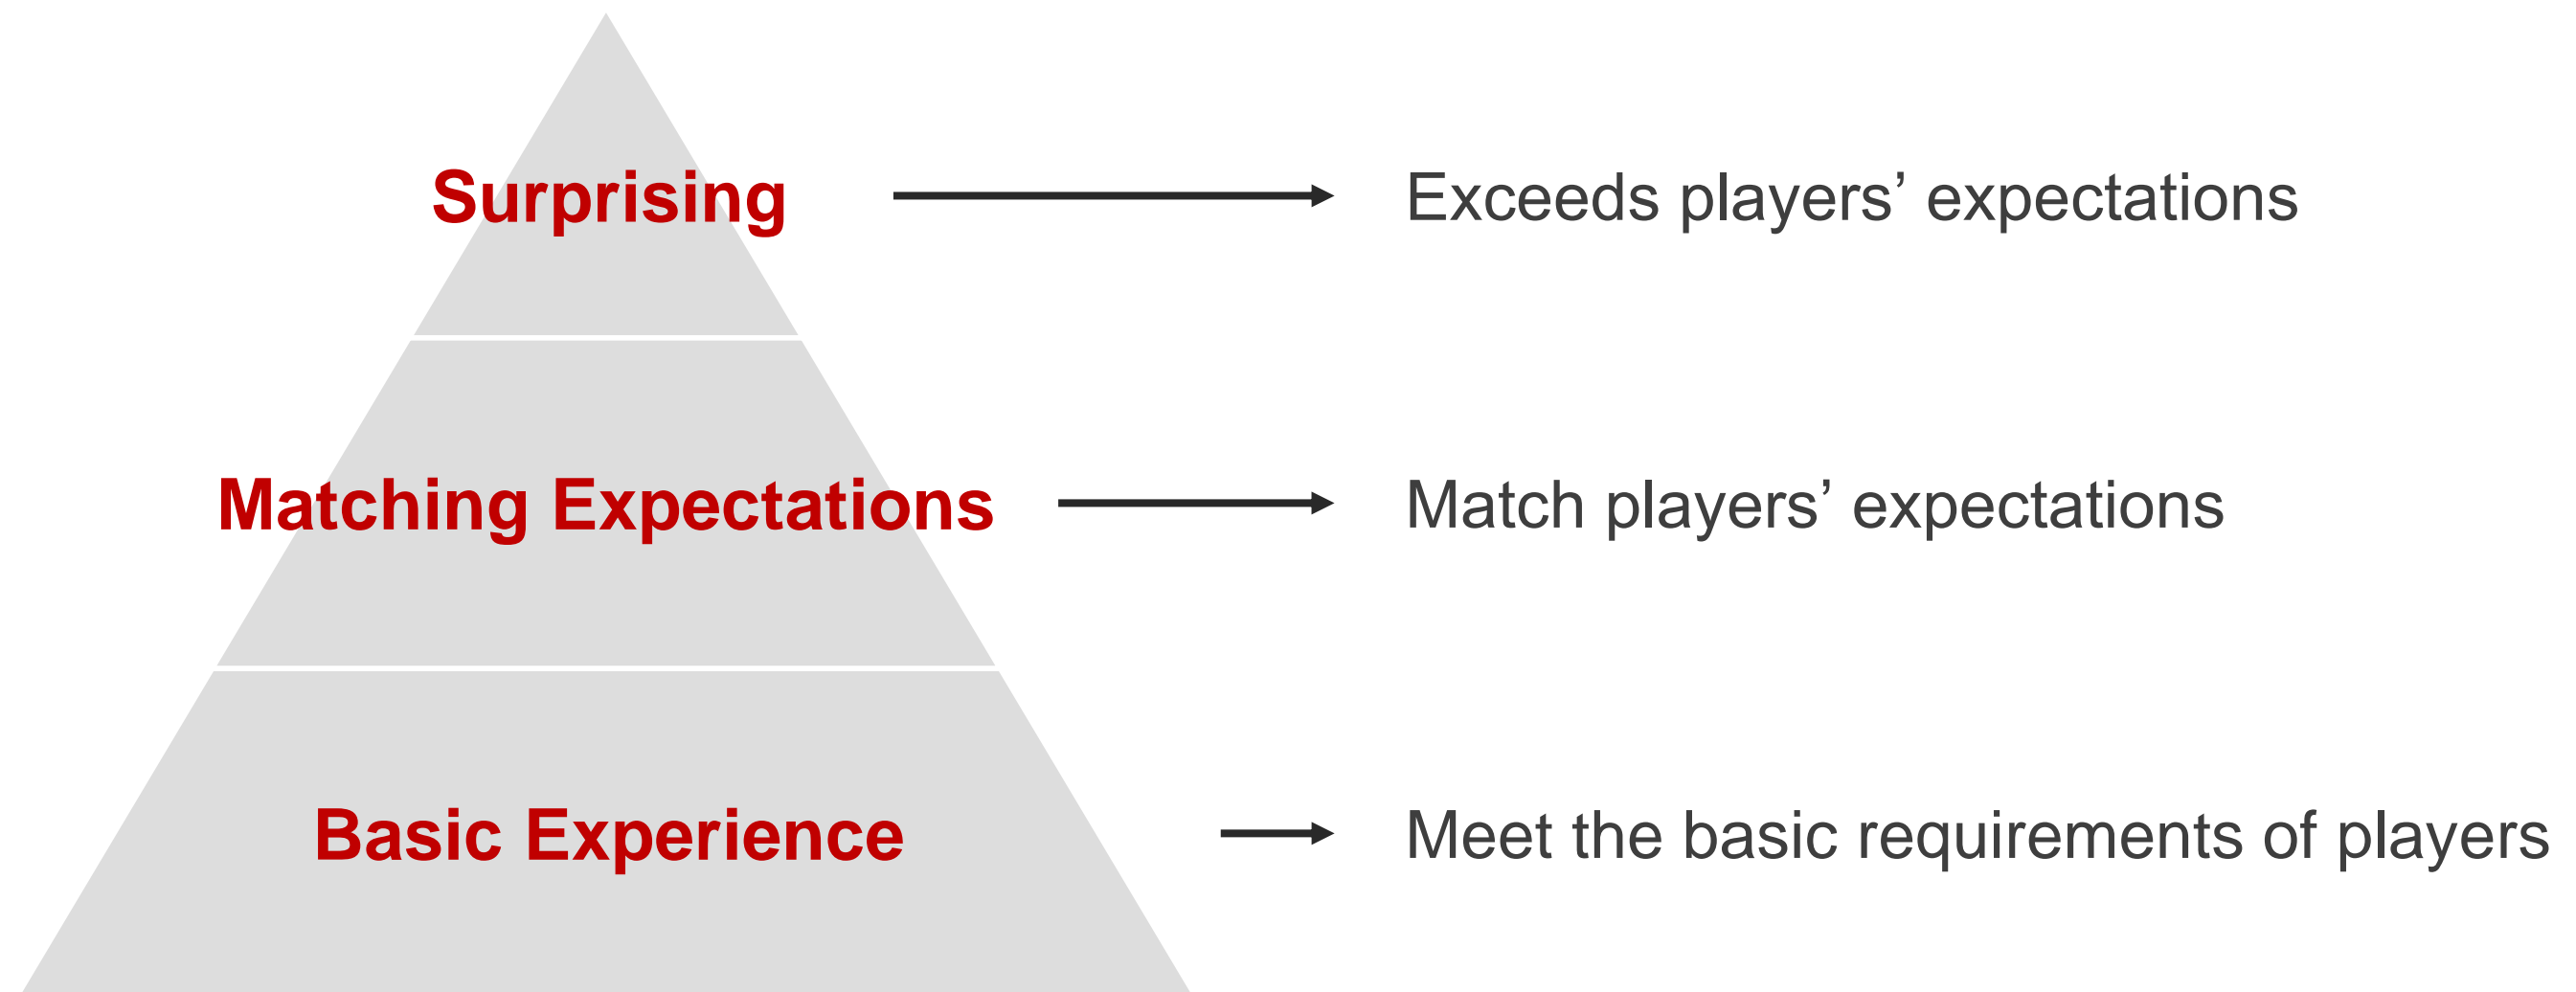 Surprising
Exceeds players’ expectations
Matching Expectations
Match players’ expectations
Basic Experience
Meet the basic requirements of players